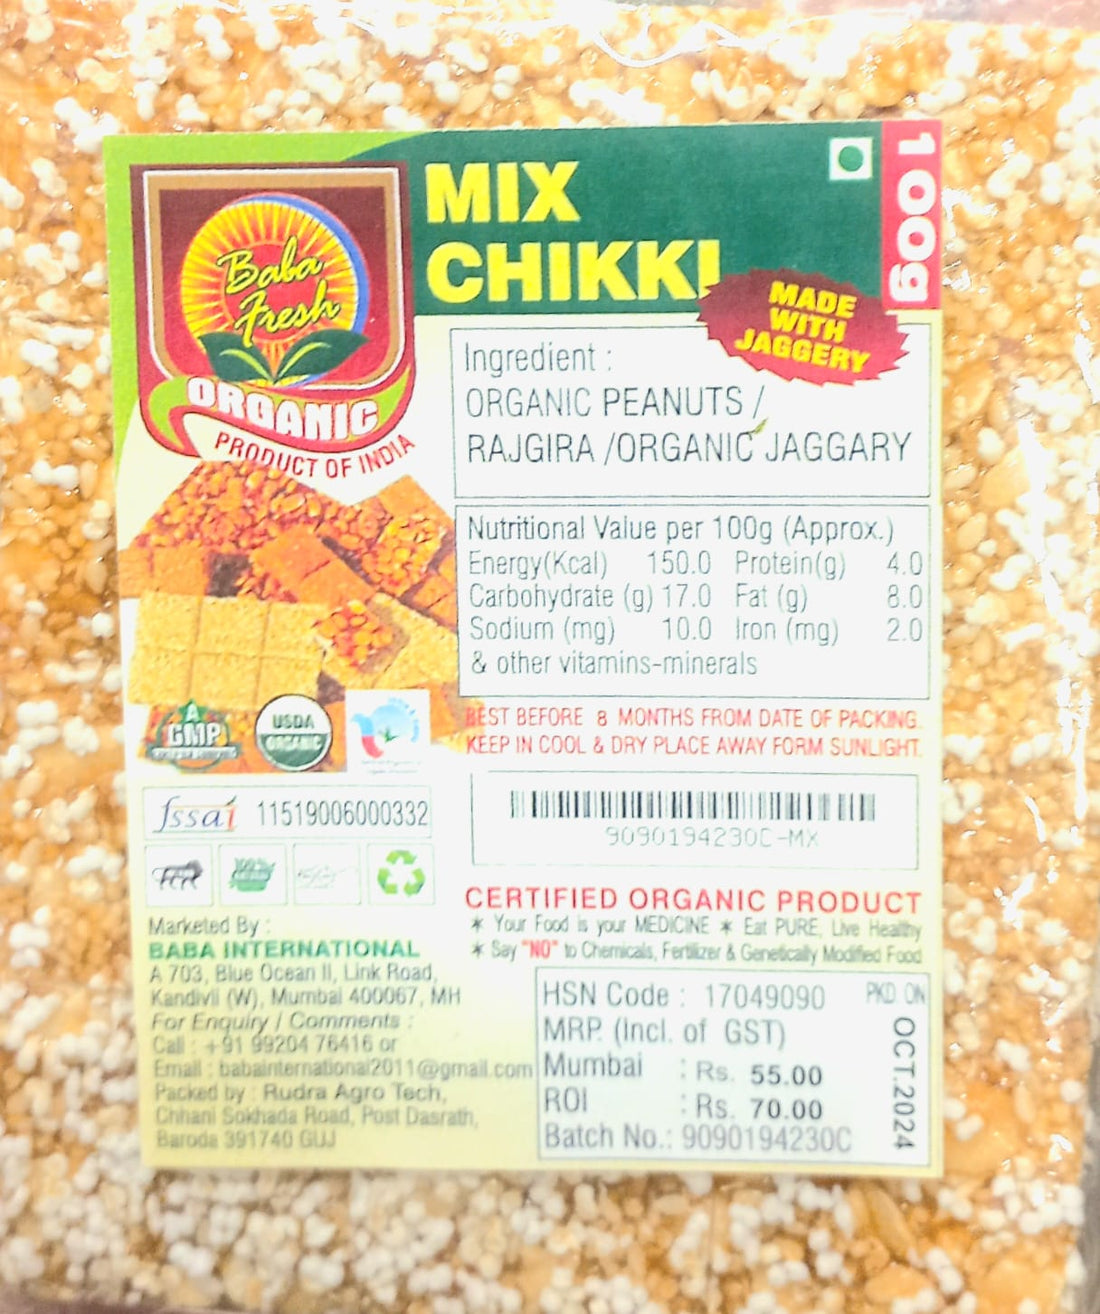 MIX
CHIKKI
100g
Baba
Fresh
ORGANIC
PRODUCT OF INDIA
MADE
WITH
JAGGERY
Ingredient :
ORGANIC PEANUTS /
RAJGIRA /ORGANIC JAGGARY
Nutritional Value per 100g (Approx.)
Energy(Kcal) 150.0 Protein(g) 4.0
Carbohydrate (g) 17.0 Fat (g) 8.0
Sodium (mg) 10.0 Iron (mg) 2.0
& other vitamins-minerals
BEST BEFORE 8 MONTHS FROM DATE OF PACKING.
KEEP IN COOL & DRY PLACE AWAY FORM SUNLIGHT.
GMP
USDA
ORGANIC
fssai 11519006000332
100%
9090194230C-MX
CERTIFIED ORGANIC PRODUCT
* Your Food is your MEDICINE * Eat PURE, Live Healthy
* Say "NO" to Chemicals, Fertilizer & Genetically Modified Food
Marketed By :
BABA INTERNATIONAL
A 703, Blue Ocean II, Link Road,
Kandivli (W), Mumbai 400067, MH
For Enquiry / Comments :
Call : +91 99204 76416 or
Email : babainternational2011@gmail.com
Packed by : Rudra Agro Tech,
Chhani Sokhada Road, Post Dasrath,
Baroda 391740 GUJ
HSN Code : 17049090
MRP. (Incl. of GST)
Mumbai : Rs. 55.00
ROI : Rs. 70.00
Batch No.: 9090194230C
PKD. ON
OCT.2024